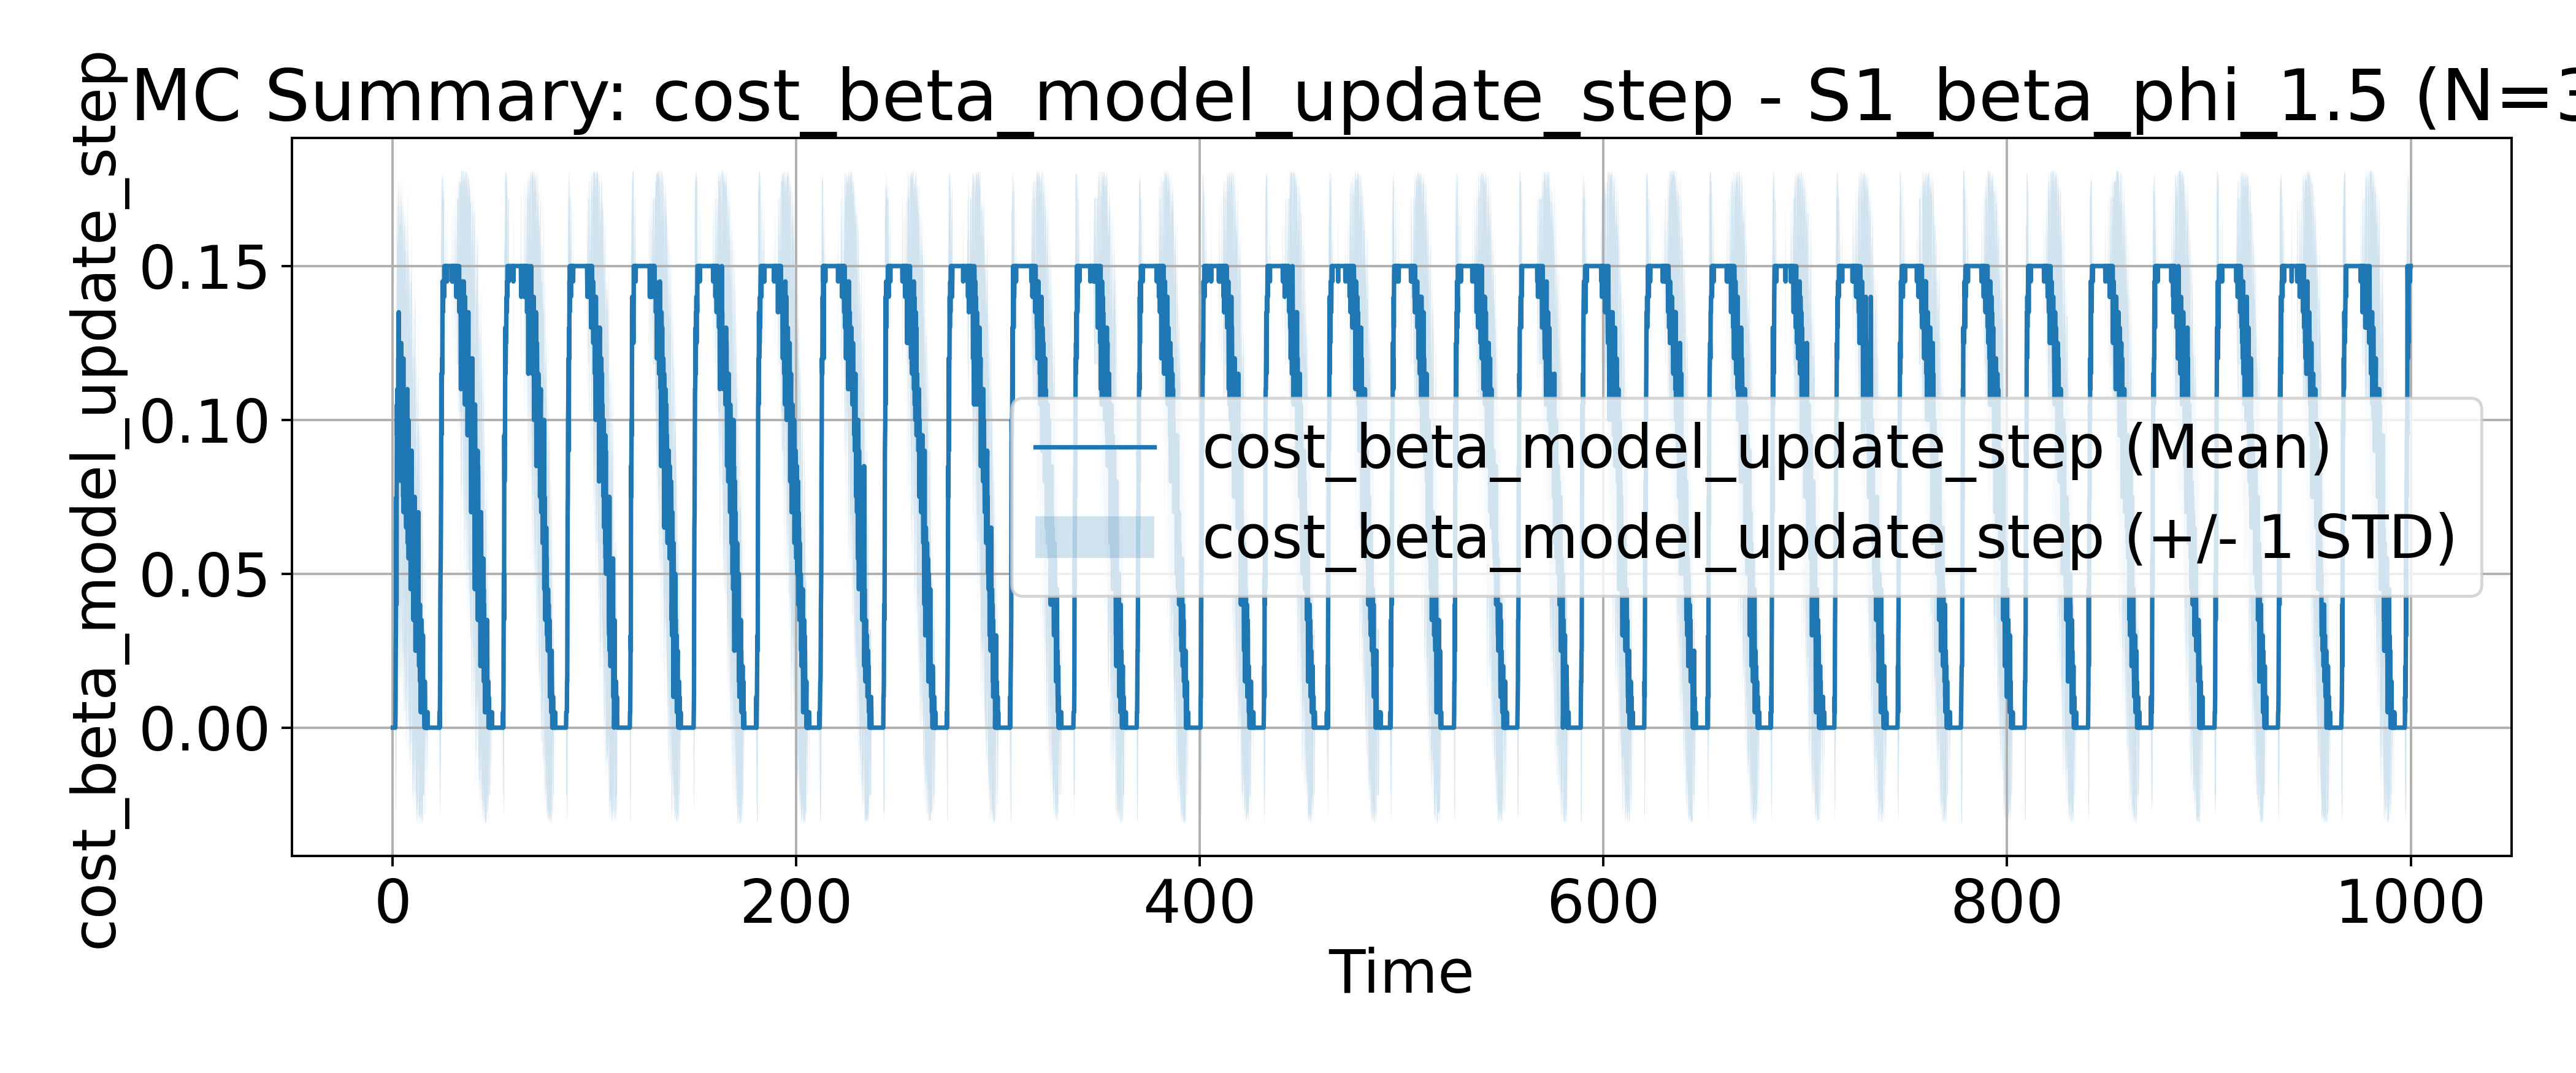 MC Summary: cost_beta_model_update_step - S1_beta_phi_1.5 (N=3
cost_beta_model_update_step
0.15
0.10
0.05
0.00
cost_beta_model_update_step (Mean)
cost_beta_model_update_step (+/- 1 STD)
0 200 400 600 800 1000
Time